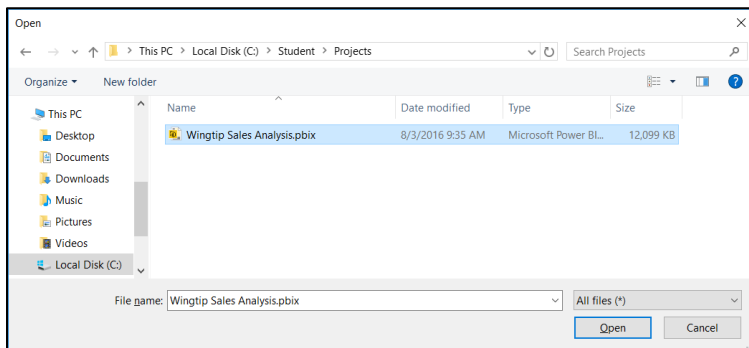 Open
This PC > Local Disk (C:) > Student > Projects
Search Projects
Organize
New folder
Name
Date modified
Type
Size
This PC
Desktop
Documents
Downloads
Music
Pictures
Videos
Local Disk (C:)
Wingtip Sales Analysis.pbix 8/3/2016 9:35 AM Microsoft Power BI... 12,099 KB
File name: Wingtip Sales Analysis.pbix
All files (*)
Open
Cancel